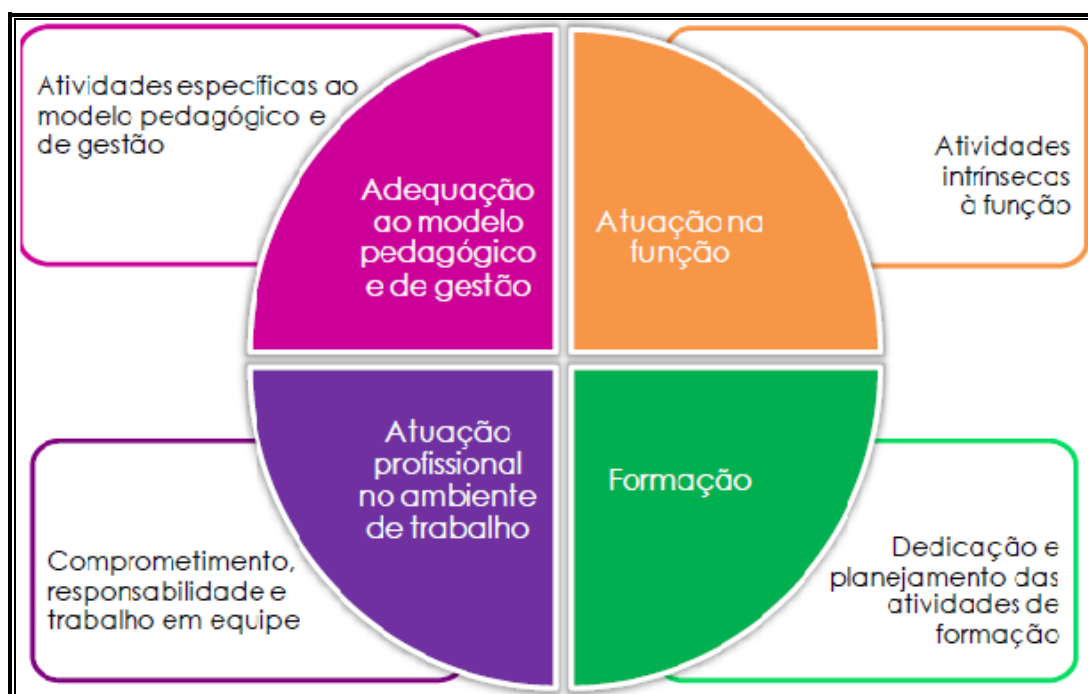 Atividades específicas ao
modelo pedagógico e
de gestão
Adequação
ao modelo
pedagógico
e de gestão
Atuação na
função
Atividades
intrínsecas
à função
Atuação
profissional
no ambiente
de trabalho
Formação
Comprometimento,
responsabilidade e
trabalho em equipe
Dedicação e
planejamento das
atividades de
formação